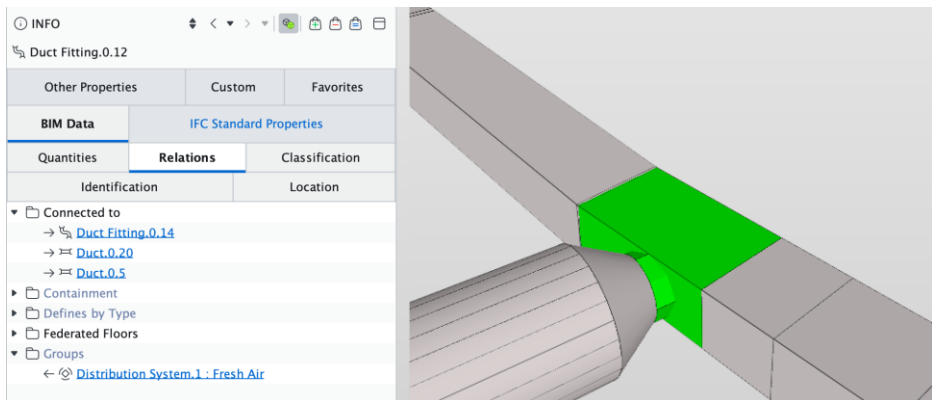 INFO
Duct Fitting.0.12
Other Properties Custom Favorites
BIM Data IFC Standard Properties
Quantities Relations Classification
Identification Location
Connected to
Duct Fitting.0.14
Duct.0.20
Duct.0.5
Containment
Defines by Type
Federated Floors
Groups
Distribution System.1 : Fresh Air